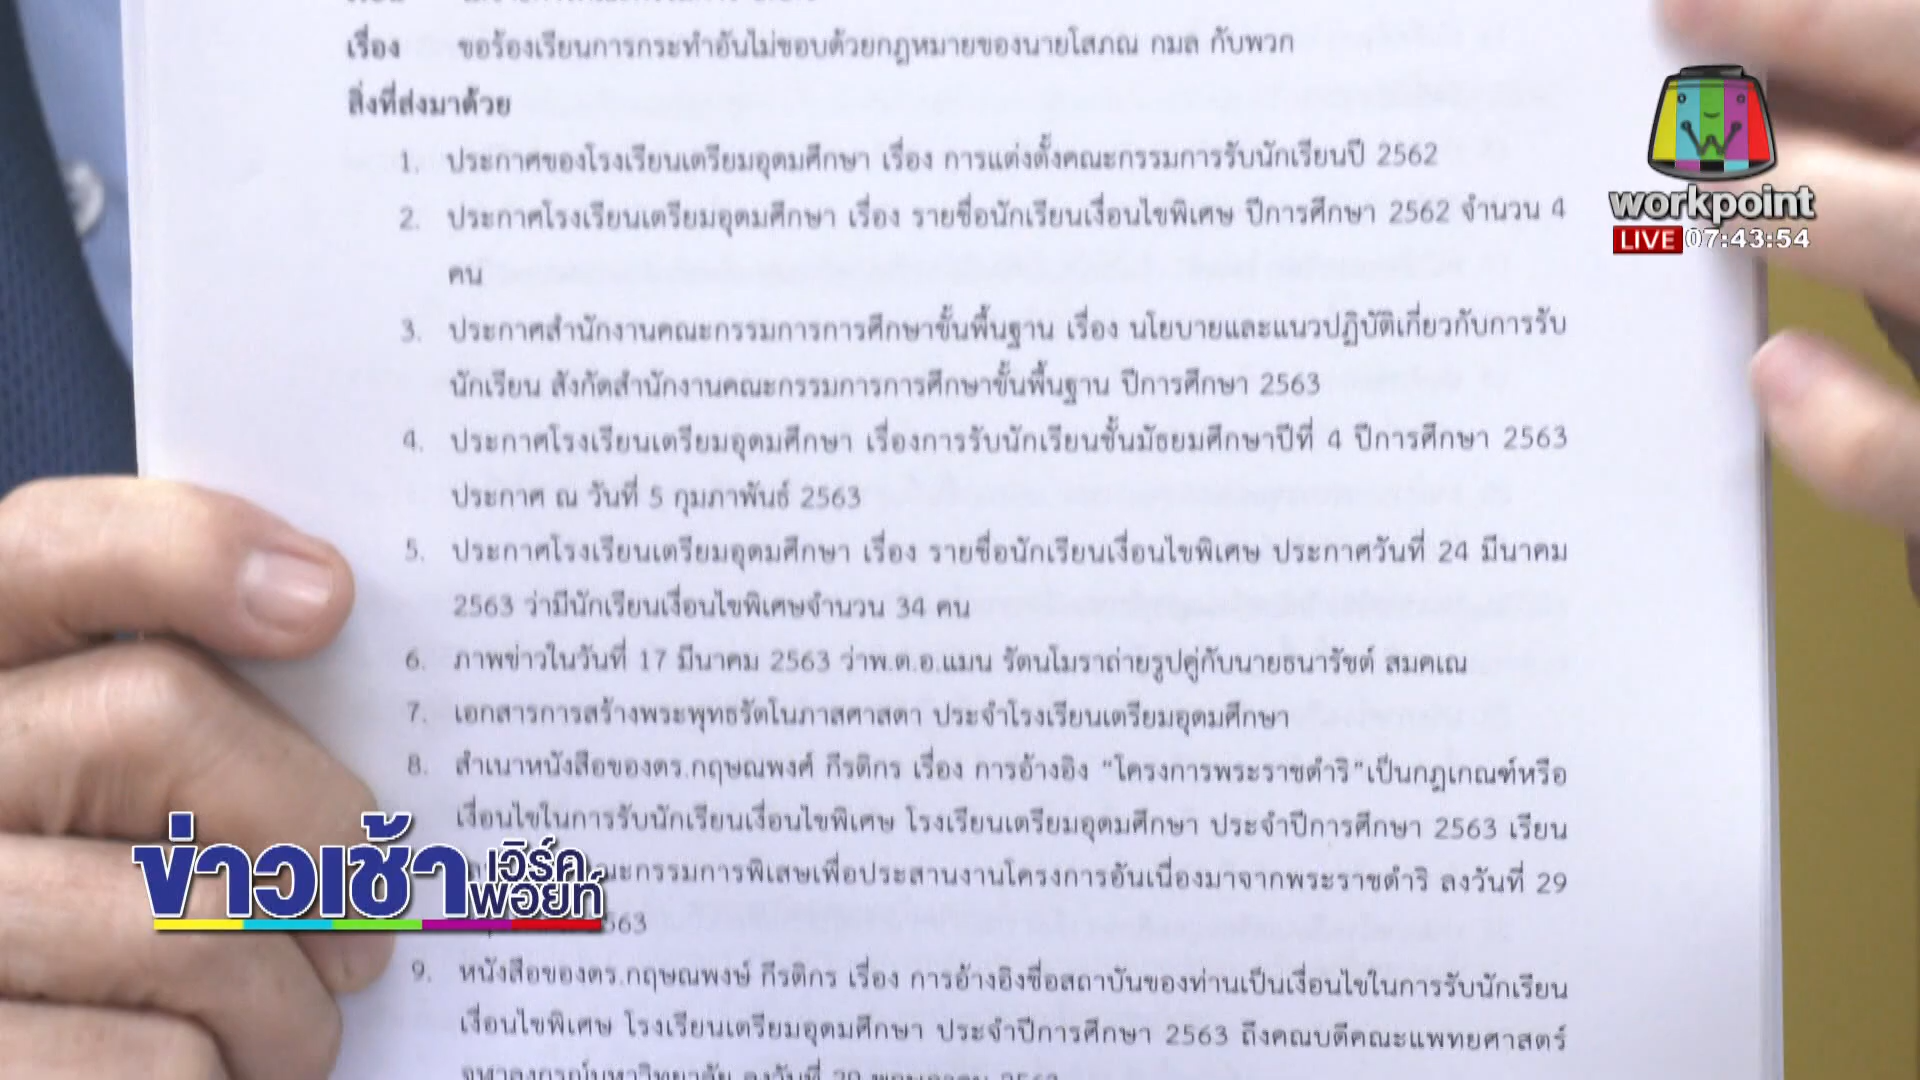 เรื่อง ขอร้องเรียนการกระทำอันไม่ชอบด้วยกฎหมายของนายโสภณ กมล กับพวก
สิ่งที่ส่งมาด้วย
1. ประกาศของโรงเรียนเตรียมอุดมศึกษา เรื่อง การแต่งตั้งคณะกรรมการรับนักเรียนปี 2562
2. ประกาศโรงเรียนเตรียมอุดมศึกษา เรื่อง รายชื่อนักเรียนเงื่อนไขพิเศษ ปีการศึกษา 2562 จำนวน 4
คน
3. ประกาศสำนักงานคณะกรรมการการศึกษาขั้นพื้นฐาน เรื่อง นโยบายและแนวปฏิบัติเกี่ยวกับการรับ
นักเรียน สังกัดสำนักงานคณะกรรมการการศึกษาขั้นพื้นฐาน ปีการศึกษา 2563
4. ประกาศโรงเรียนเตรียมอุดมศึกษา เรื่องการรับนักเรียนชั้นมัธยมศึกษาปีที่ 4 ปีการศึกษา 2563
ประกาศ ณ วันที่ 5 กุมภาพันธ์ 2563
5. ประกาศโรงเรียนเตรียมอุดมศึกษา เรื่อง รายชื่อนักเรียนเงื่อนไขพิเศษ ประกาศวันที่ 24 มีนาคม
2563 ว่ามีนักเรียนเงื่อนไขพิเศษจำนวน 34 คน
6. ภาพข่าวในวันที่ 17 มีนาคม 2563 ว่าพ.ต.อ.แมน รัตนโมราถ่ายรูปคู่กับนายธนารัชต์ สมคเณ
7. เอกสารการสร้างพระพุทธรัตโนภาสศาสดา ประจำโรงเรียนเตรียมอุดมศึกษา
8. สำเนาหนังสือของดร.กฤษณพงศ์ กีรติกร เรื่อง การอ้างอิง "โครงการพระราชดำริ"เป็นกฎเกณฑ์หรือ
เงื่อนไขในการรับนักเรียนเงื่อนไขพิเศษ โรงเรียนเตรียมอุดมศึกษา ประจำปีการศึกษา 2563 เรียน
คณะกรรมการพิเศษเพื่อประสานงานโครงการอันเนื่องมาจากพระราชดำริ ลงวันที่ 29
2563
9. หนังสือของดร.กฤษณพงษ์ กีรติกร เรื่อง การอ้างอิงชื่อสถาบันของท่านเป็นเงื่อนไขในการรับนักเรียน
เงื่อนไขพิเศษ โรงเรียนเตรียมอุดมศึกษา ประจำปีการศึกษา 2563 ถึงคณบดีคณะแพทยศาสตร์
จุฬาลงกรณ์มหาวิทยาลัย ลงวันที่ 29 พฤษภาคม 2563
workpoint
LIVE 07:43:54
ข่าวเช้า เวิร์คพอยท์